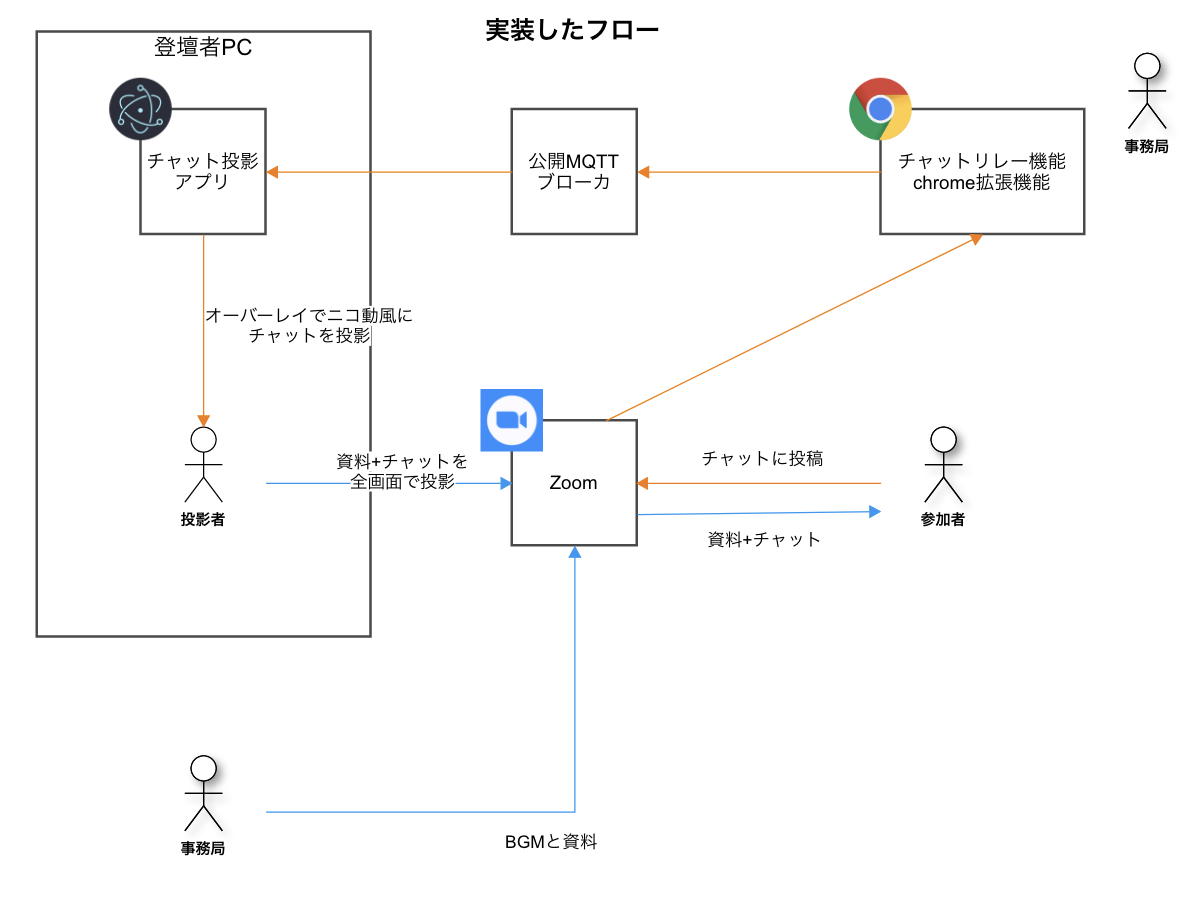 実装したフロー
登壇者PC
事務局
チャット投影
アプリ
公開MQTT
ブローカ
チャットリレー機能
chrome拡張機能
オーバーレイでニコ動風に
チャットを投影
投影者
資料+チャットを
全画面で投影
Zoom
チャットに投稿
資料+チャット
参加者
事務局
BGMと資料